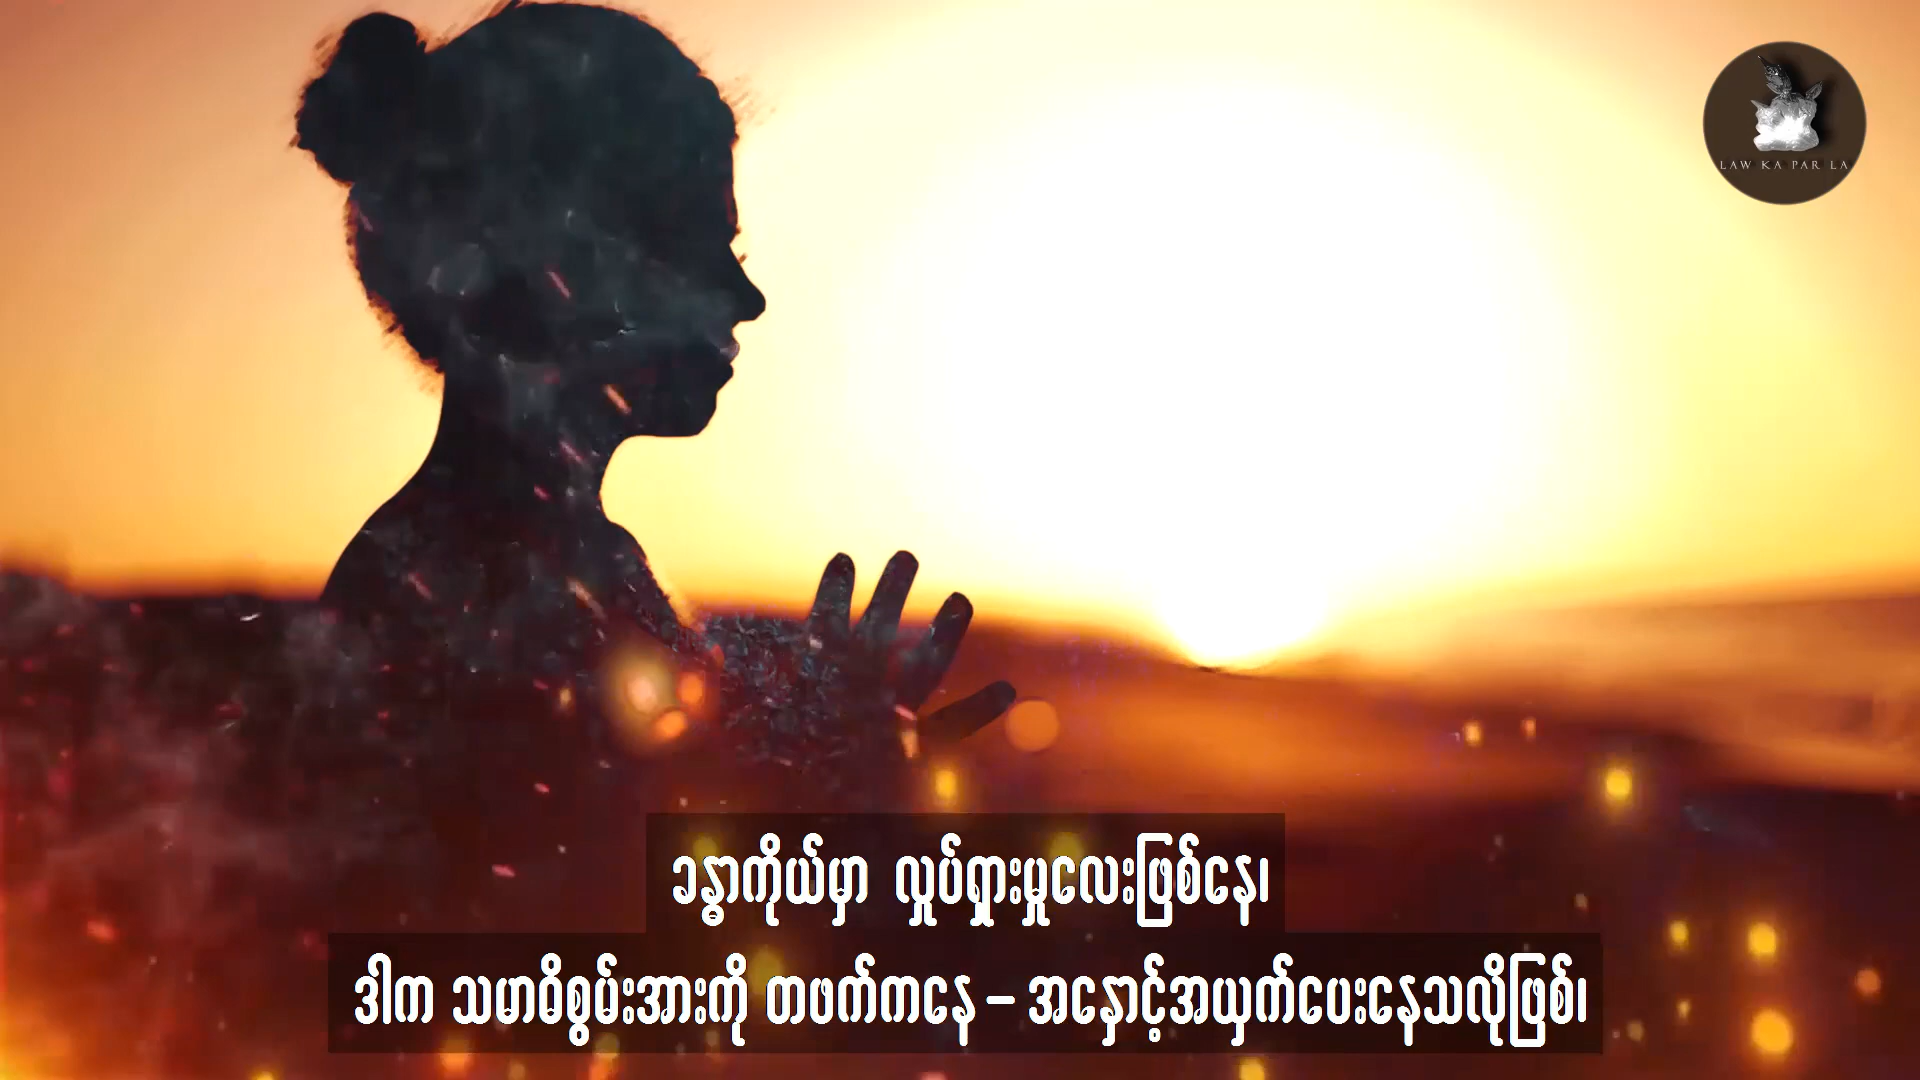 LAW KA PAR LA
ခန္ဓာကိုယ်မှာ လှုပ်ရှားမှုလေးဖြစ်နေ၊
ဒါက သမာဓိစွမ်းအားကို တဖက်ကနေ – အနှောင့်အယှက်ပေးနေသလိုဖြစ်၊